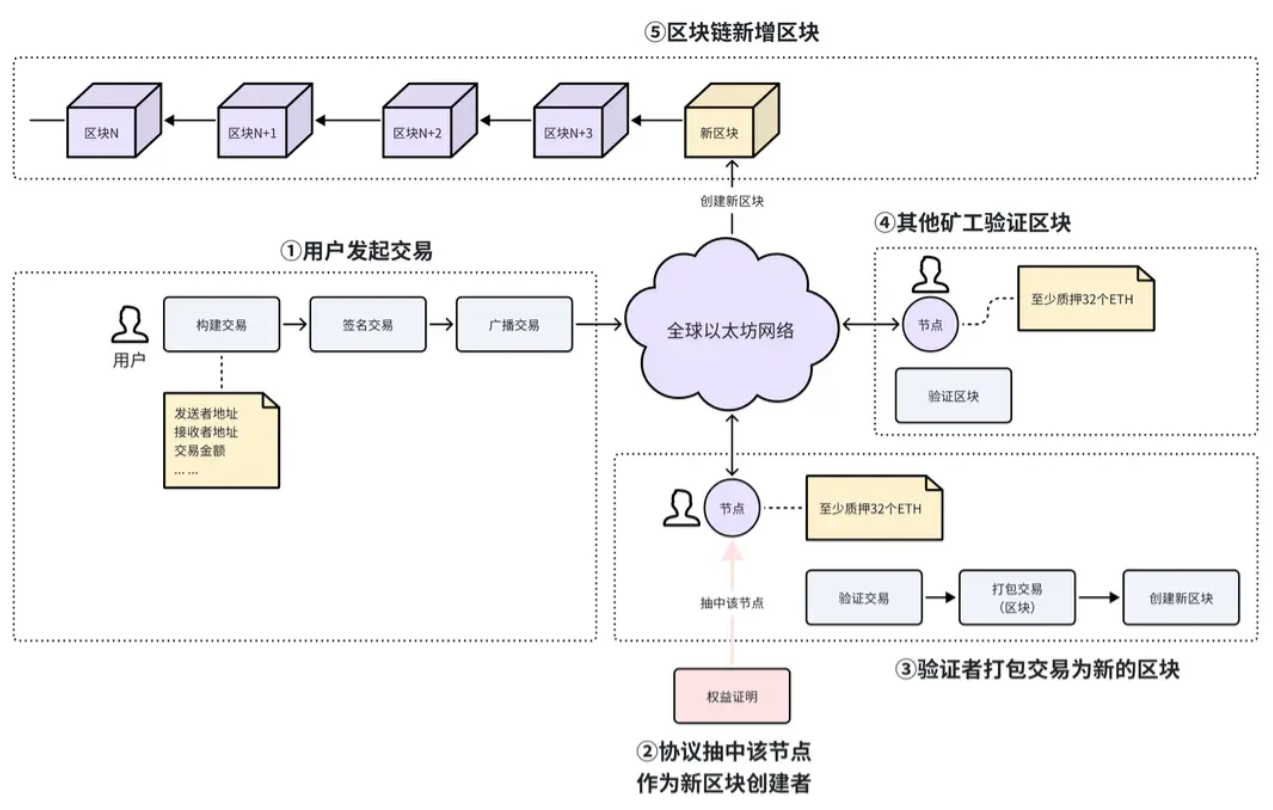 ⑤区块链新增区块
区块N
区块N+1
区块N+2
区块N+3
新区块
创建新区块
①用户发起交易
用户
构建交易
签名交易
广播交易
发送者地址
接收者地址
交易金额
... ...
全球以太坊网络
④其他矿工验证区块
节点
至少质押32个ETH
验证区块
节点
至少质押32个ETH
验证交易
打包交易
（区块）
创建新区块
③验证者打包交易为新的区块
抽中该节点
权益证明
②协议抽中该节点
作为新区块创建者